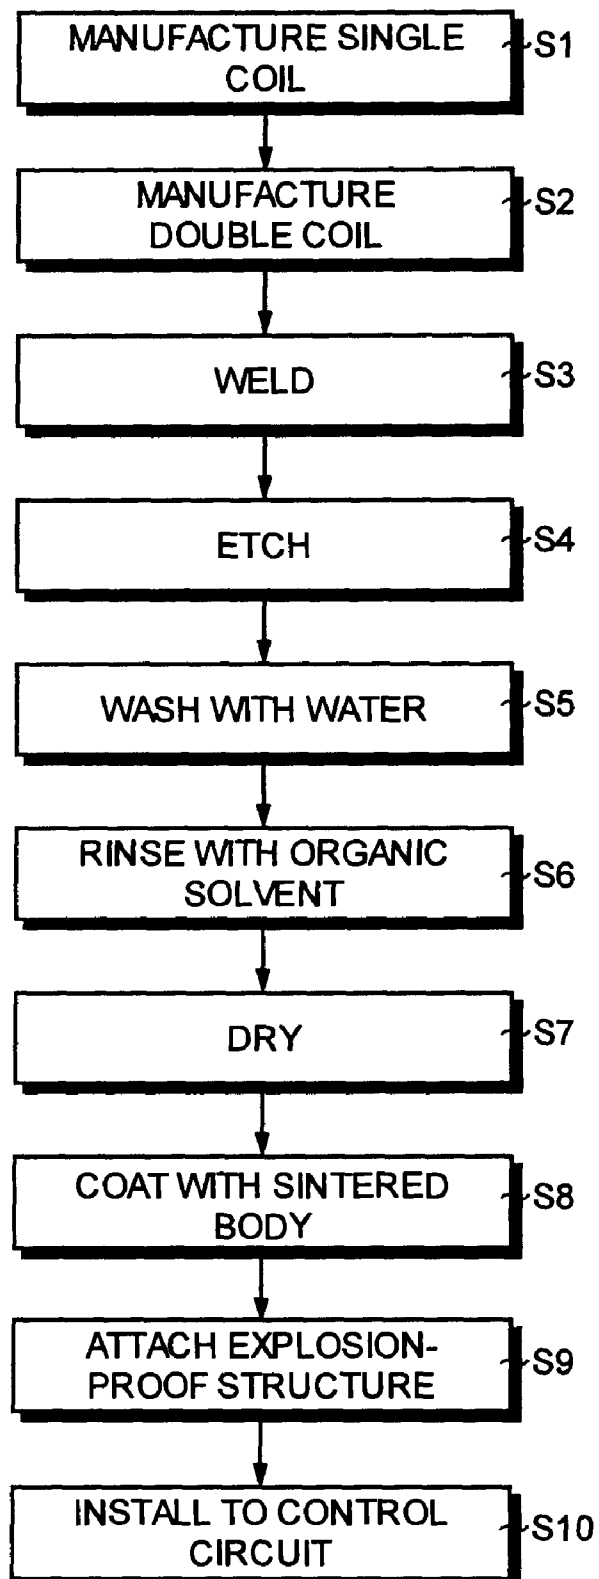 MANUFACTURE SINGLE
COIL
S1
MANUFACTURE
DOUBLE COIL
S2
WELD
S3
ETCH
S4
WASH WITH WATER
S5
RINSE WITH ORGANIC
SOLVENT
S6
DRY
S7
COAT WITH SINTERED
BODY
S8
ATTACH EXPLOSION-
PROOF STRUCTURE
S9
INSTALL TO CONTROL
CIRCUIT
S10